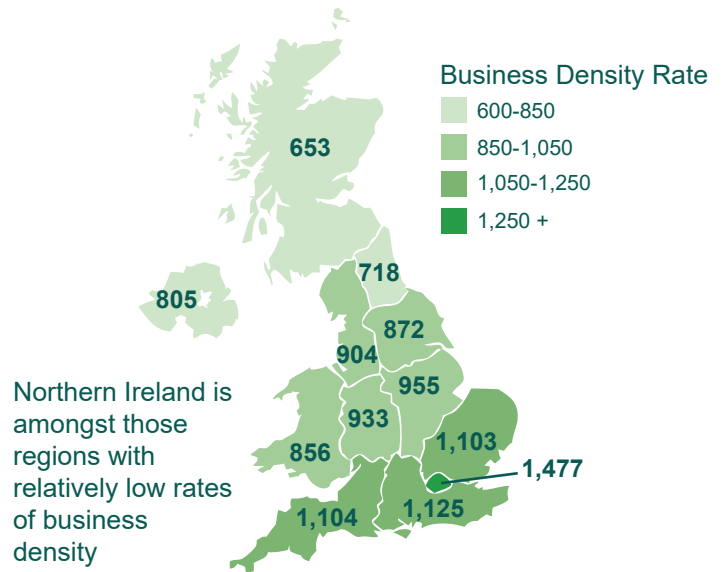 Business Density Rate
600-850
850-1,050
1,050-1,250
1,250 +
653
718
805
872
904
955
933
1,103
856
1,477
1,104
1,125
Northern Ireland is
amongst those
regions with
relatively low rates
of business
density